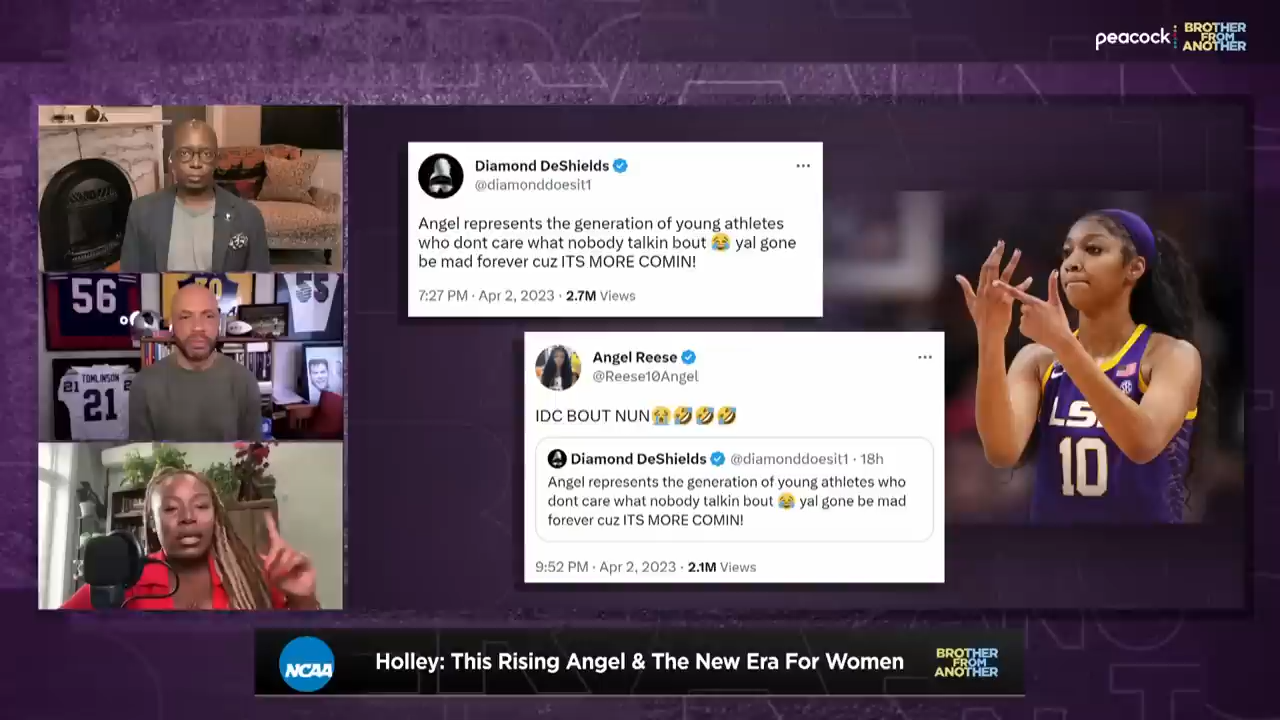 peacock
BROTHER
FROM
ANOTHER
56
TOMLINSON
21
21
Diamond DeShields
@diamonddoesit1
Angel represents the generation of young athletes
who dont care what nobody talkin bout 😂 yal gone
be mad forever cuz ITS MORE COMIN!
7:27 PM · Apr 2, 2023 · 2.7M Views
Angel Reese
@Reese10Angel
IDC BOUT NUN😭🤣🤣🤣
Diamond DeShields @diamonddoesit1 · 18h
Angel represents the generation of young athletes who
dont care what nobody talkin bout 😂 yal gone be mad
forever cuz ITS MORE COMIN!
9:52 PM · Apr 2, 2023 · 2.1M Views
10
NCAA
Holley: This Rising Angel & The New Era For Women
BROTHER
FROM
ANOTHER